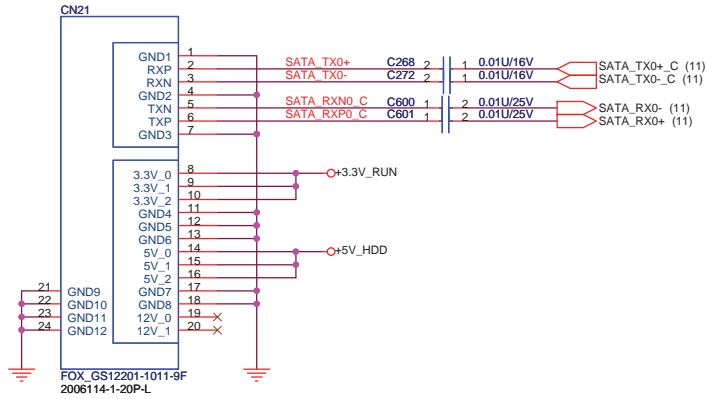 CN21
GND1 1
RXP 2 SATA_TX0+ C268 2 1 0.01U/16V SATA_TX0+_C (11)
RXN 3 SATA_TX0- C272 2 1 0.01U/16V SATA_TX0-_C (11)
GND2 4
TXN 5 SATA_RXN0_C C600 1 2 0.01U/25V SATA_RX0- (11)
TXP 6 SATA_RXP0_C C601 1 2 0.01U/25V SATA_RX0+ (11)
GND3 7
3.3V_0 8 +3.3V_RUN
3.3V_1 9
3.3V_2 10
GND4 11
GND5 12
GND6 13
5V_0 14 +5V_HDD
5V_1 15
5V_2 16
21 GND9 GND7 17
22 GND10 GND8 18
23 GND11 12V_0 19
24 GND12 12V_1 20
FOX_GS12201-1011-9F
2006114-1-20P-L